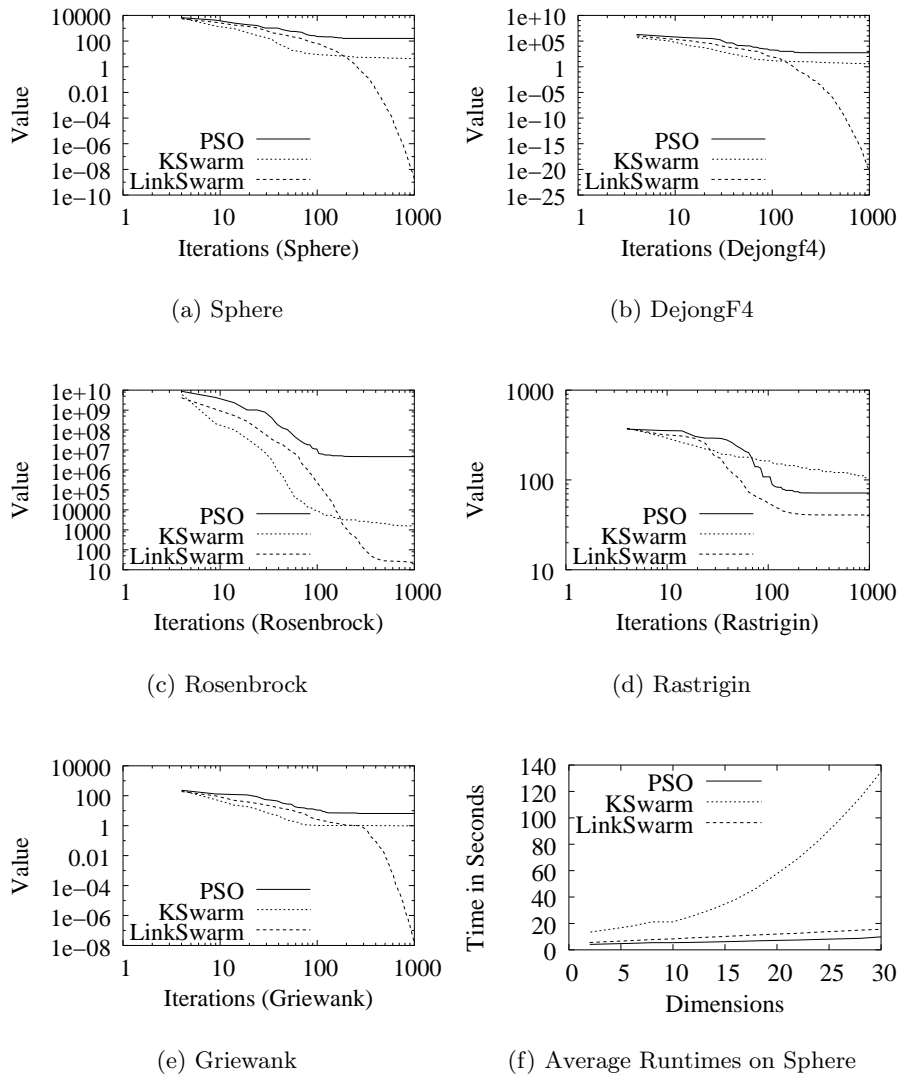 10000
100
1
0.01
1e−04
1e−06
1e−08
1e−10
Value
PSO
KSwarm
LinkSwarm
1 10 100 1000
Iterations (Sphere)
(a) Sphere
1e+10
1e+05
1
1e−05
1e−10
1e−15
1e−20
1e−25
Value
PSO
KSwarm
LinkSwarm
1 10 100 1000
Iterations (Dejongf4)
(b) DejongF4
1e+10
1e+09
1e+08
1e+07
1e+06
1e+05
10000
1000
100
10
Value
PSO
KSwarm
LinkSwarm
1 10 100 1000
Iterations (Rosenbrock)
(c) Rosenbrock
1000
100
10
Value
PSO
KSwarm
LinkSwarm
1 10 100 1000
Iterations (Rastrigin)
(d) Rastrigin
10000
100
1
0.01
1e−04
1e−06
1e−08
Value
PSO
KSwarm
LinkSwarm
1 10 100 1000
Iterations (Griewank)
(e) Griewank
140
120
100
80
60
40
20
0
Time in Seconds
PSO
KSwarm
LinkSwarm
0 5 10 15 20 25 30
Dimensions
(f) Average Runtimes on Sphere